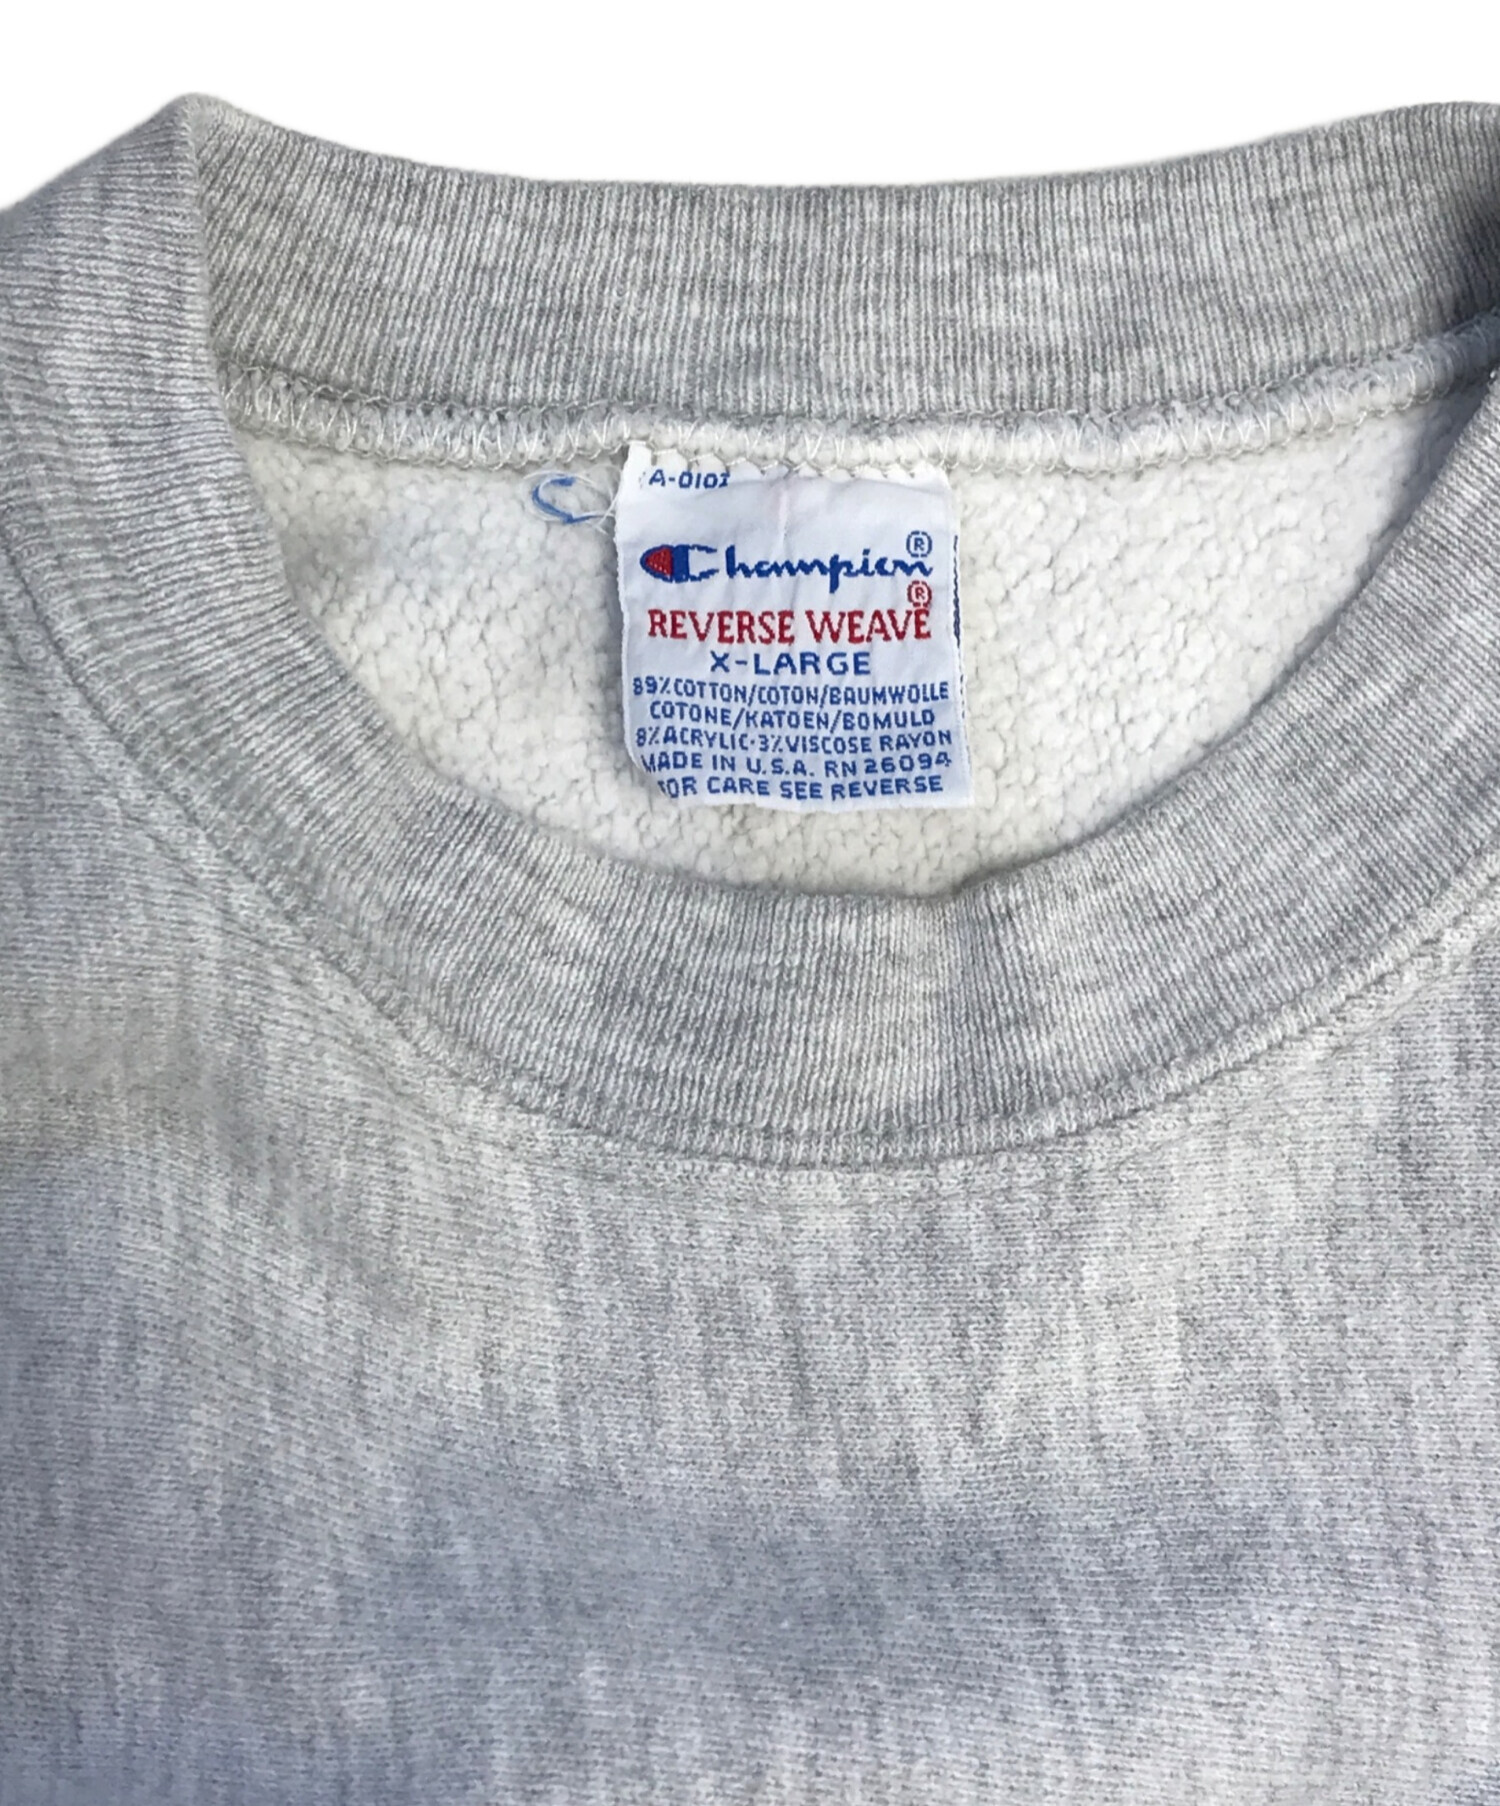 A-0101
Champion®
REVERSE WEAVE®
X-LARGE
89%COTTON/COTON/BAUMWOLLE
COTONE/KATOEN/BOMULD
8%ACRYLIC·3%VISCOSE RAYON
MADE IN U.S.A. RN 26094
FOR CARE SEE REVERSE